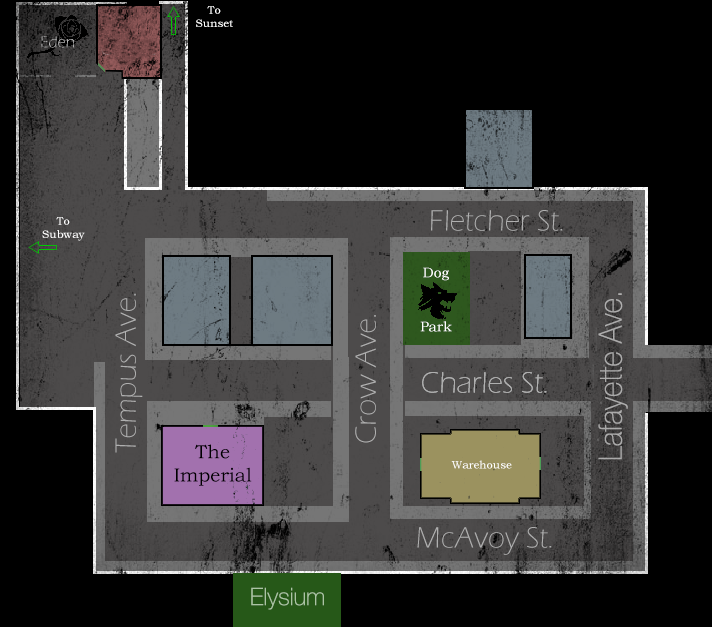 To
Sunset
Eden
To
Subway
Fletcher St.
Dog
Park
Tempus Ave.
Crow Ave.
Lafayette Ave.
Charles St.
The
Imperial
Warehouse
McAvoy St.
Elysium